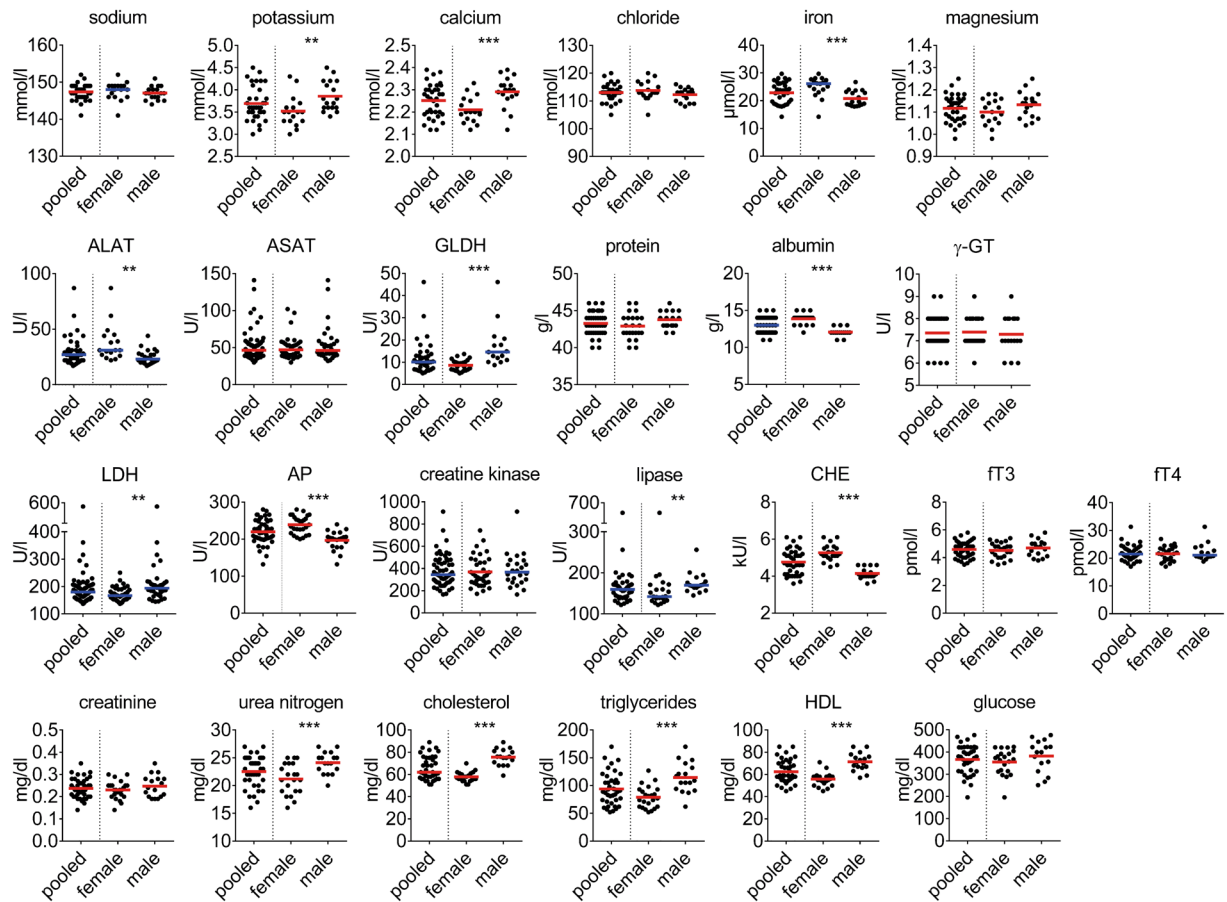 sodium potassium calcium chloride iron magnesium
** *** ***
160 5.0 2.5 130 40 1.4
150 4.5 2.4 120 30 1.3
140 4.0 2.3 110 20 1.2
130 3.5 2.2 100 10 1.1
3.0 2.1 90 0 1.0
2.5 2.0 0.9
mmol/l mmol/l mmol/l mmol/l µmol/l mmol/l
pooled female male pooled female male pooled female male pooled female male pooled female male pooled female male
ALAT ASAT GLDH protein albumin γ-GT
** *** ***
100 150 50 50 20 10
50 100 40 45 15 9
0 50 30 40 10 8
0 20 35 5 7
10 6
0 5
U/l U/l U/l g/l g/l U/l
pooled female male pooled female male pooled female male pooled female male pooled female male pooled female male
LDH AP creatine kinase lipase CHE fT3 fT4
** *** ** ***
600 300 1000 700 8 8 40
400 200 800 300 6 6 30
300 100 600 200 4 4 20
200 0 400 100 2 2 10
100 200 0 0
0
U/l U/l U/l U/l kU/l pmol/l pmol/l
pooled female male pooled female male pooled female male pooled female male pooled female male pooled female male pooled female male
creatinine urea nitrogen cholesterol triglycerides HDL glucose
*** *** *** ***
0.5 30 100 200 100 500
0.4 25 80 150 80 400
0.3 20 60 100 60 300
0.2 15 40 50 40 200
0.1 10 20 0 20 100
0.0 0 0 0
mg/dl mg/dl mg/dl mg/dl mg/dl mg/dl
pooled female male pooled female male pooled female male pooled female male pooled female male pooled female male